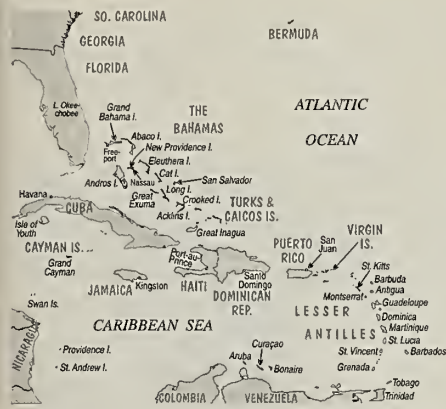 SO. CAROLINA
BERMUDA
GEORGIA
FLORIDA
L. Okee-
chobee
Grand
Bahama I.
THE
BAHAMAS
ATLANTIC
OCEAN
Abaco I.
Free-
port
New Providence I.
Eleuthera I.
Cat I.
Andros I.
Nassau
San Salvador
Long I.
Great
Exuma
Crooked I.
TURKS &
CAICOS IS.
Acklins I.
Great Inagua
Havana
CUBA
Isle of
Youth
CAYMAN IS.
Grand
Cayman
Port-au-
Prince
PUERTO
RICO
San
Juan
VIRGIN
IS.
St. Kitts
Barbuda
Antigua
Montserrat
Guadeloupe
JAMAICA
Kingston
HAITI
Santo
Domingo
DOMINICAN
REP.
LESSER
ANTILLES
Dominica
Martinique
St. Lucia
St. Vincent
Barbados
Grenada
Swan Is.
CARIBBEAN SEA
NICARAGUA
Providence I.
St. Andrew I.
Curaçao
Aruba
Bonaire
Tobago
Trinidad
COLOMBIA
VENEZUELA